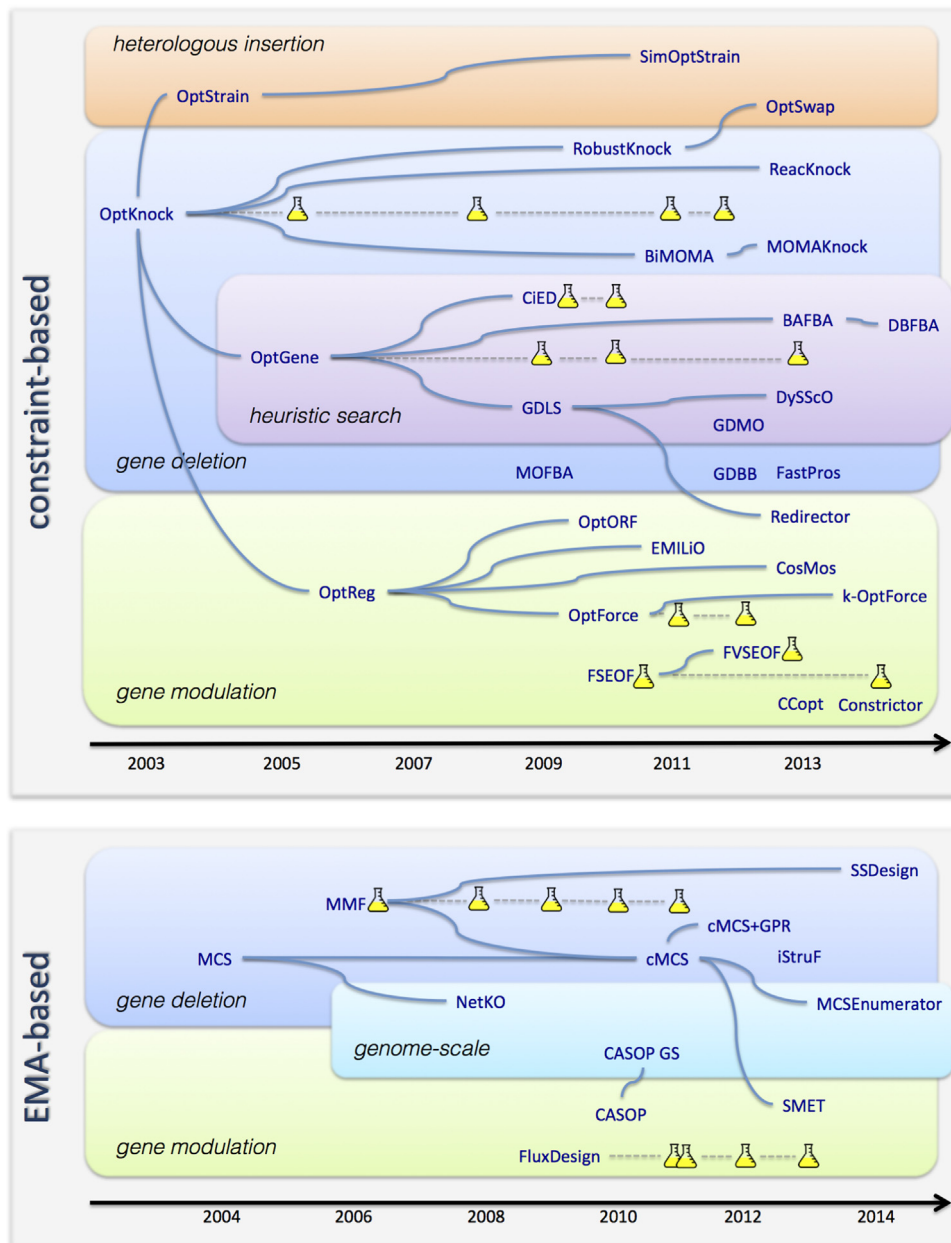 heterologous insertion
SimOptStrain
OptStrain
OptSwap
RobustKnock
ReacKnock
OptKnock
BiMOMA
MOMAKnock
constraint-based
CiED
BAFBA
DBFBA
OptGene
DySScO
GDLS
heuristic search
GDMO
gene deletion
MOFBA
GDBB
FastPros
Redirector
OptORF
EMILiO
CosMos
OptReg
k-OptForce
OptForce
FVSEOF
FSEOF
gene modulation
CCopt
Constrictor
2003
2005
2007
2009
2011
2013
EMA-based
SSDesign
MMF
cMCS+GPR
MCS
cMCS
iStruF
gene deletion
NetKO
MCSEnumerator
genome-scale
CASOP GS
CASOP
SMET
gene modulation
FluxDesign
2004
2006
2008
2010
2012
2014